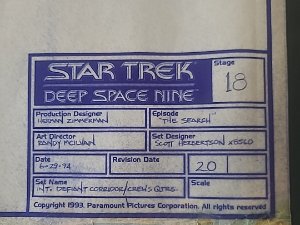 STAR TREK
DEEP SPACE NINE
Stage
18
Production Designer
HERMAN ZIMMERMAN
Episode
"THE SEARCH"
Art Director
RANDY MCILVAIN
Set Designer
SCOTT HERBERTSON X6560
Date
6-29-94
Revision Date
20
Set Name
INT. DEFIANT CORRIDOR/CREW'S QTRS.
Scale
Copyright 1993 Paramount Pictures Corporation. All rights reserved